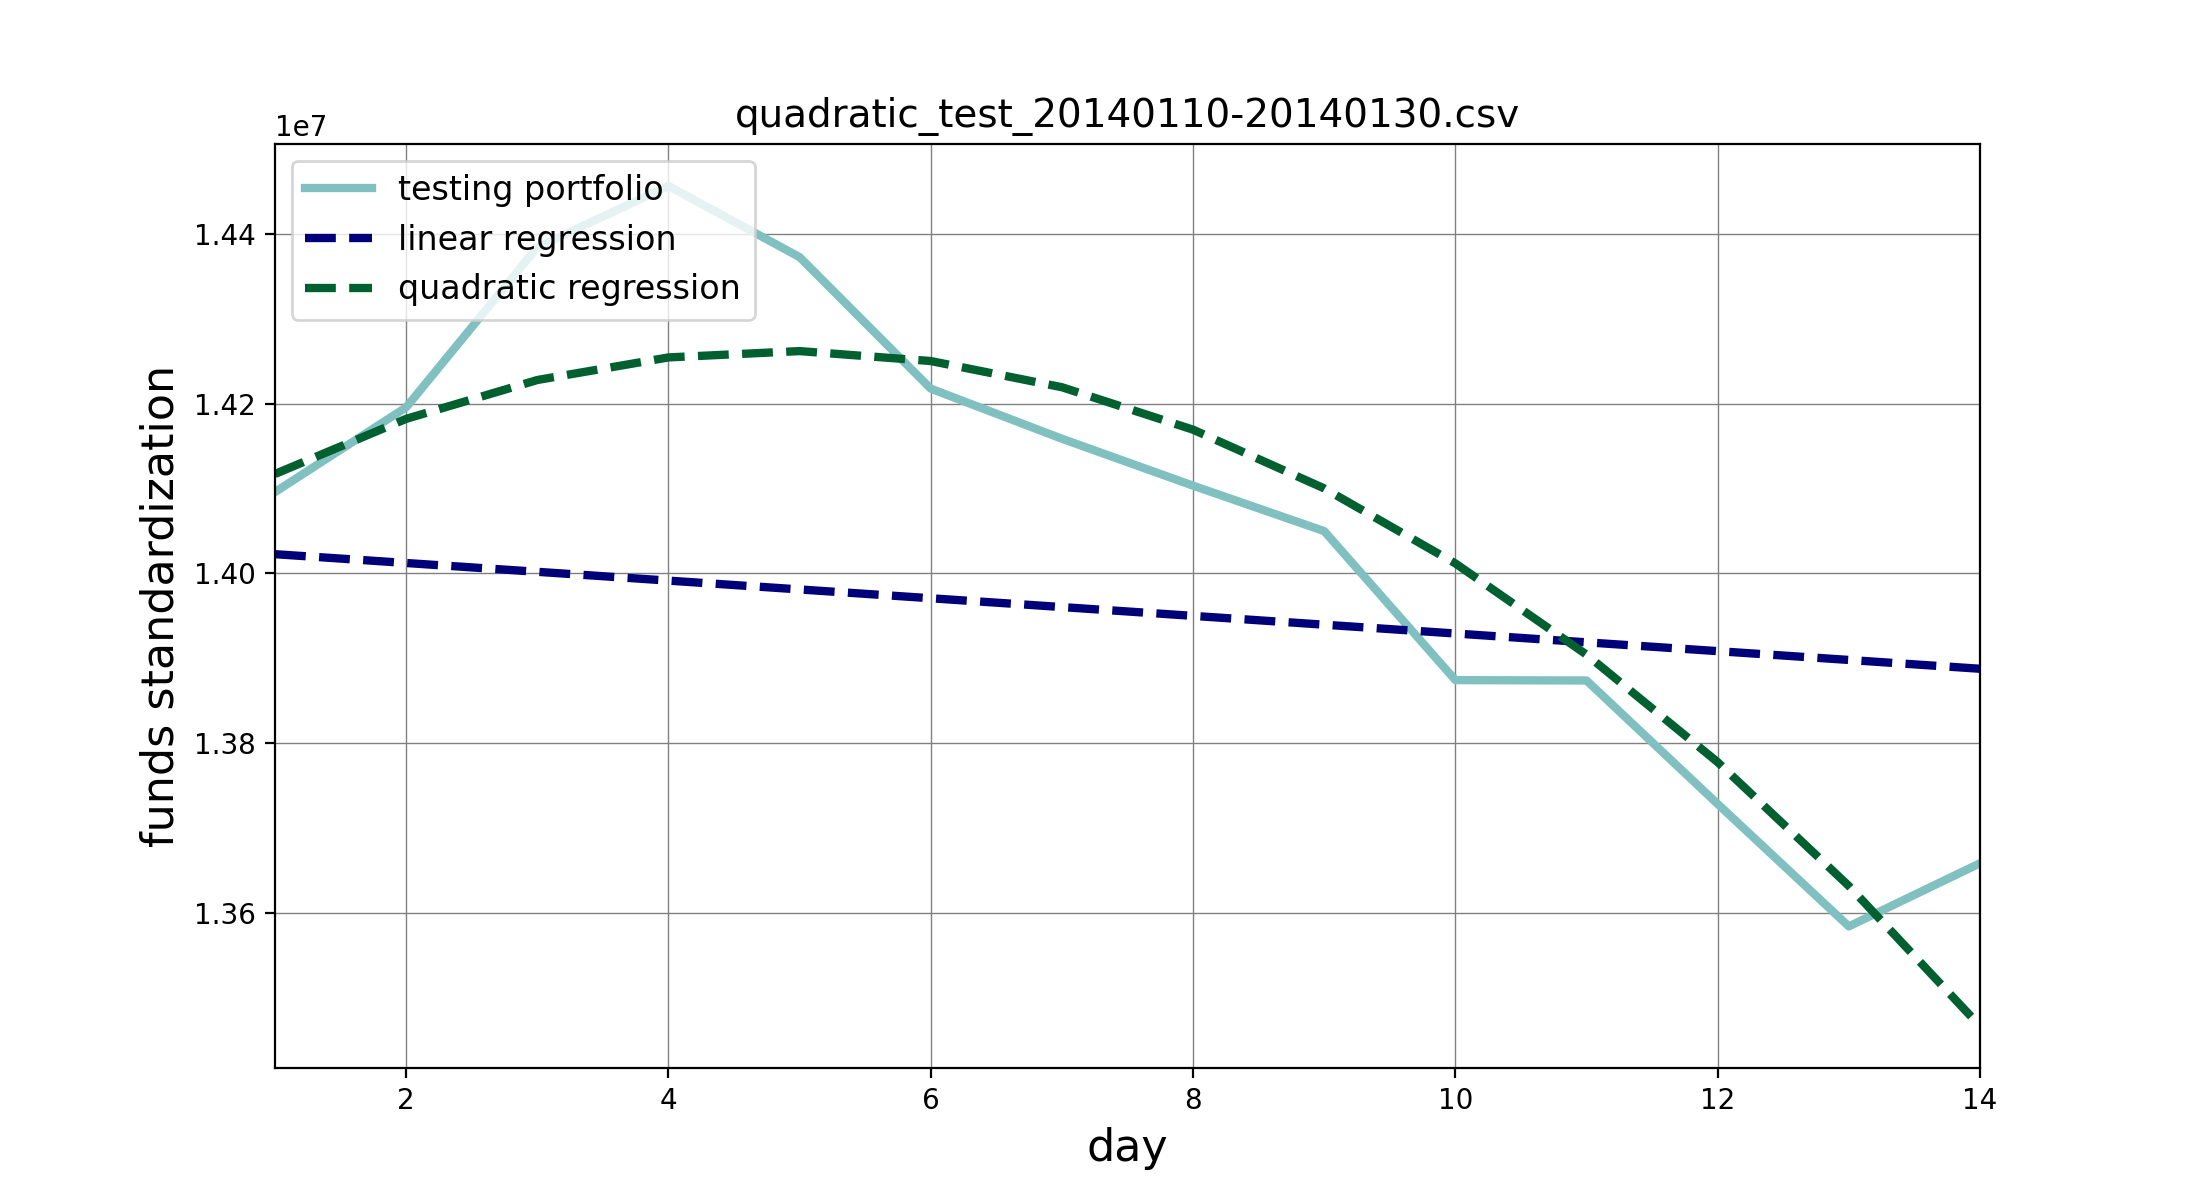 quadratic_test_20140110-20140130.csv
1e7
testing portfolio
linear regression
quadratic regression
1.44
1.42
1.40
1.38
1.36
funds standardization
2 4 6 8 10 12 14
day